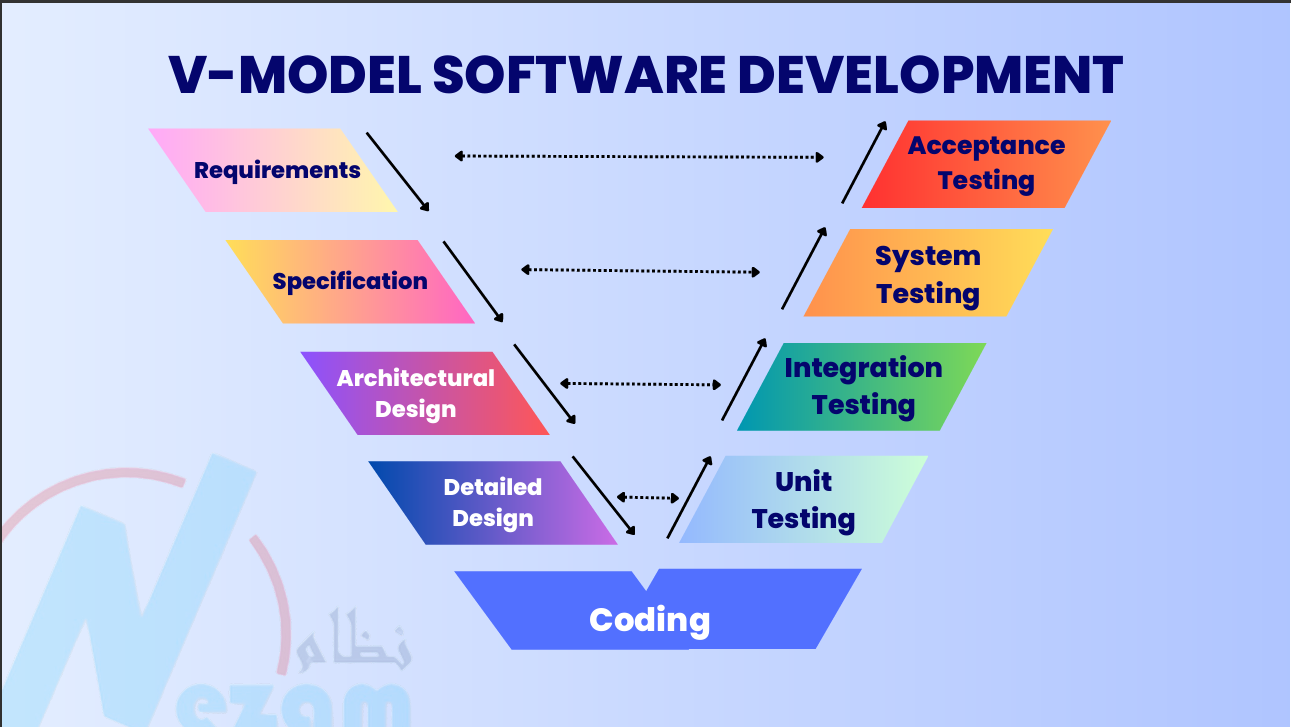 V-MODEL SOFTWARE DEVELOPMENT
Requirements
Specification
Architectural
Design
Detailed
Design
Coding
Unit
Testing
Integration
Testing
System
Testing
Acceptance
Testing
نظام
Nezam